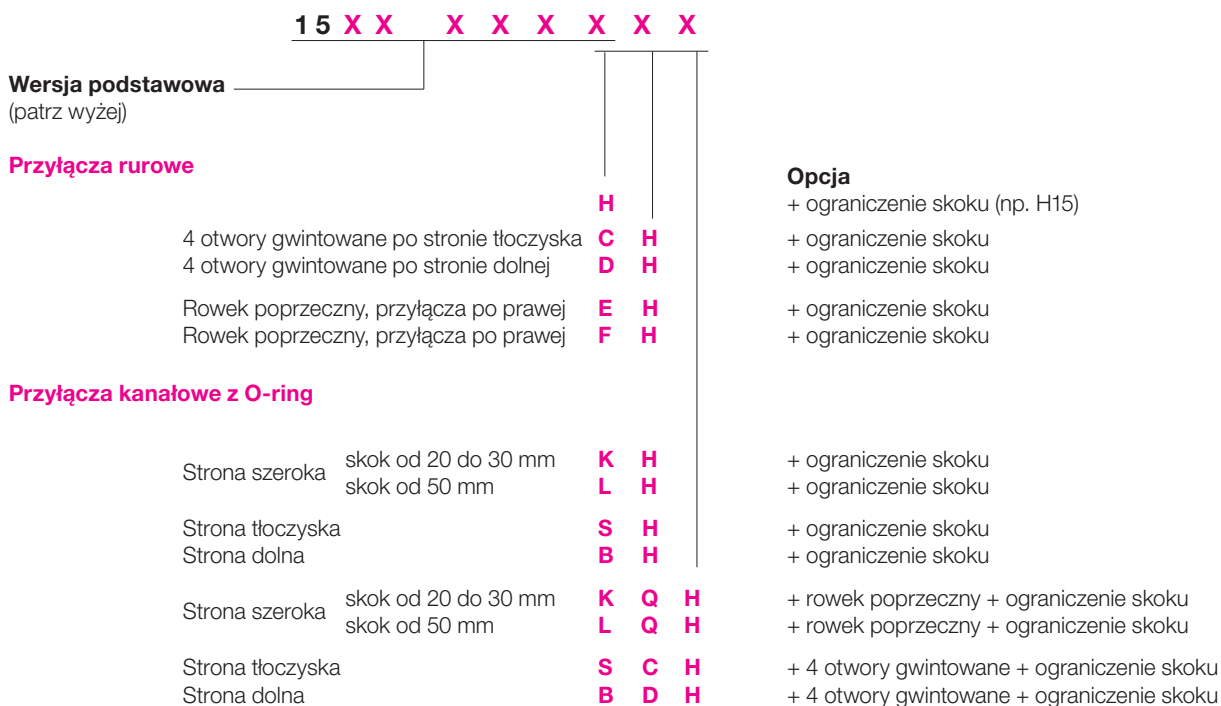 15XX XXX XXX
Wersja podstawowa
(patrz wyżej)
Przyłącza rurowe
Opcja
H + ograniczenie skoku (np. H15)
4 otwory gwintowane po stronie tłoczyska C H + ograniczenie skoku
4 otwory gwintowane po stronie dolnej D H + ograniczenie skoku
Rowek poprzeczny, przyłącza po prawej E H + ograniczenie skoku
Rowek poprzeczny, przyłącza po prawej F H + ograniczenie skoku
Przyłącza kanałowe z O-ring
Strona szeroka skok od 20 do 30 mm K H + ograniczenie skoku
skok od 50 mm L H + ograniczenie skoku
Strona tłoczyska S H + ograniczenie skoku
Strona dolna B H + ograniczenie skoku
Strona szeroka skok od 20 do 30 mm K Q H + rowek poprzeczny + ograniczenie skoku
skok od 50 mm L Q H + rowek poprzeczny + ograniczenie skoku
Strona tłoczyska S C H + 4 otwory gwintowane + ograniczenie skoku
Strona dolna B D H + 4 otwory gwintowane + ograniczenie skoku